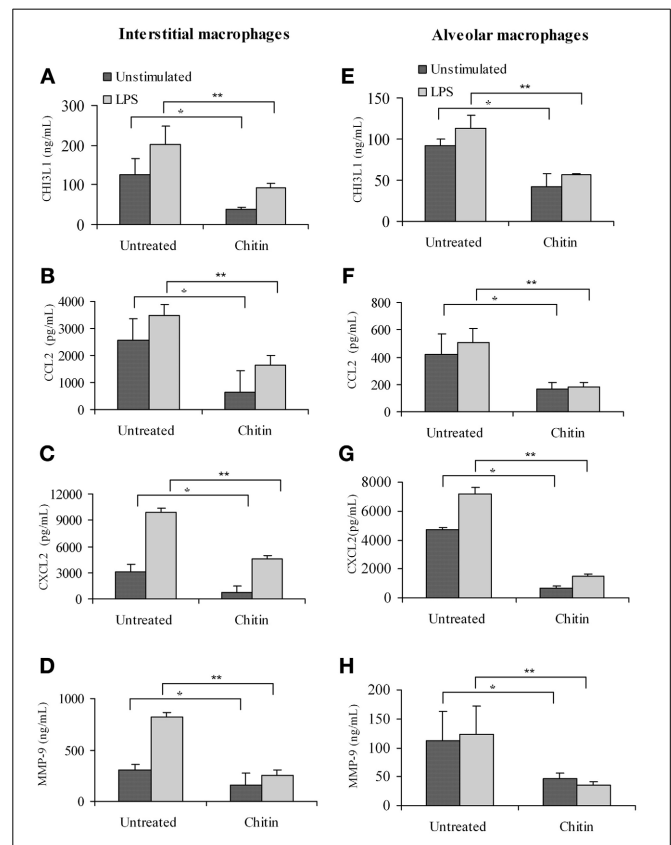 Interstitial macrophages
Alveolar macrophages
A
Unstimulated
LPS
**
*
CHI3L1 (ng/mL)
300
200
100
0
Untreated
Chitin
E
Unstimulated
LPS
**
*
CHI3L1 (ng/mL)
150
100
50
0
Untreated
Chitin
B
**
*
CCL2 (pg/mL)
4000
3000
2000
1000
0
Untreated
Chitin
F
**
*
CCL2 (pg/mL)
800
600
400
200
0
Untreated
Chitin
C
**
*
CXCL2 (pg/mL)
12000
9000
6000
3000
0
Untreated
Chitin
G
**
*
CXCL2(pg/mL)
8000
6000
4000
2000
0
Untreated
Chitin
D
**
*
MMP-9 (ng/mL)
1000
500
0
Untreated
Chitin
H
**
*
MMP-9 (ng/mL)
200
150
100
50
0
Untreated
Chitin